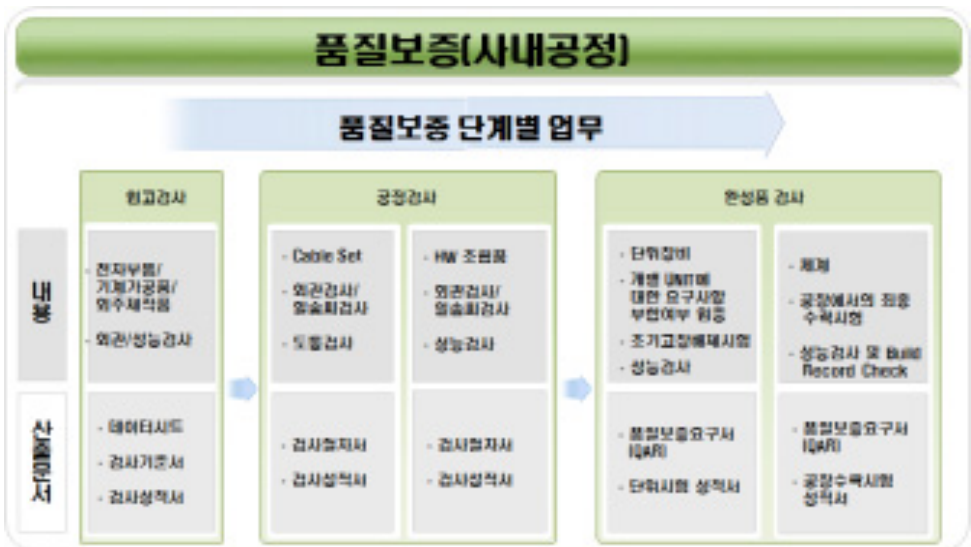 품질보증(사내공정)
품질보증 단계별 업무
원고검사
공정검사
완성품 검사
내용
- 전자부품/
기계가공품/
외주제작품
- 외관/성능검사
- Cable Set
- 외관검사/
일송회검사
- 도통검사
- HW 조립품
- 외관검사/
일송회검사
- 성능검사
- 단위장비
- 개별 UNIT에
대한 요구사항
부합여부 검증
- 초기고장배제시험
- 성능검사
- 체계
- 공장에서의 최종
수락시험
- 성능검사 및 Build
Record Check
산출문서
- 데이터시트
- 검사기준서
- 검사성적서
- 검사절차서
- 검사성적서
- 검사절차서
- 검사성적서
- 품질보증요구서
(QAR)
- 단위시험 성적서
- 품질보증요구서
(QAR)
- 공장수락시험
성적서